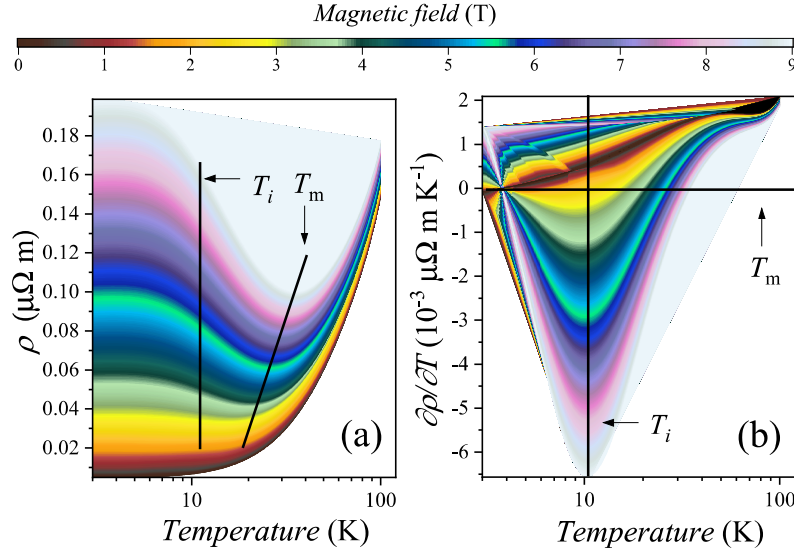 Magnetic field (T)
0 1 2 3 4 5 6 7 8 9
0.18
0.16
0.14
0.12
0.10
0.08
0.06
0.04
0.02
ρ (μΩ m)
T_i
T_m
(a)
10 100
Temperature (K)
2
1
0
-1
-2
-3
-4
-5
-6
∂ρ/∂T (10⁻³ μΩ m K⁻¹)
T_m
T_i
(b)
10 100
Temperature (K)